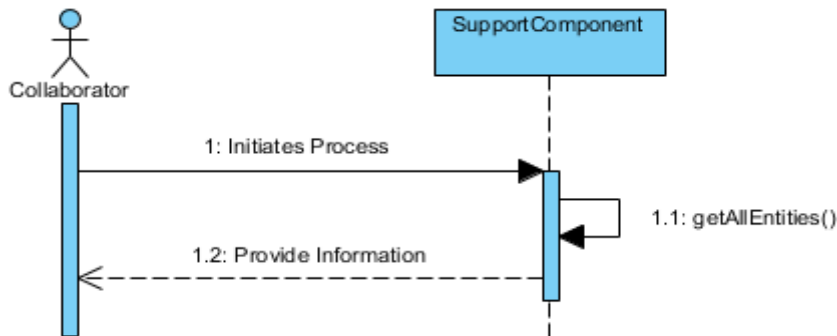 SupportComponent
Collaborator
1: Initiates Process
1.1: getAllEntities()
1.2: Provide Information